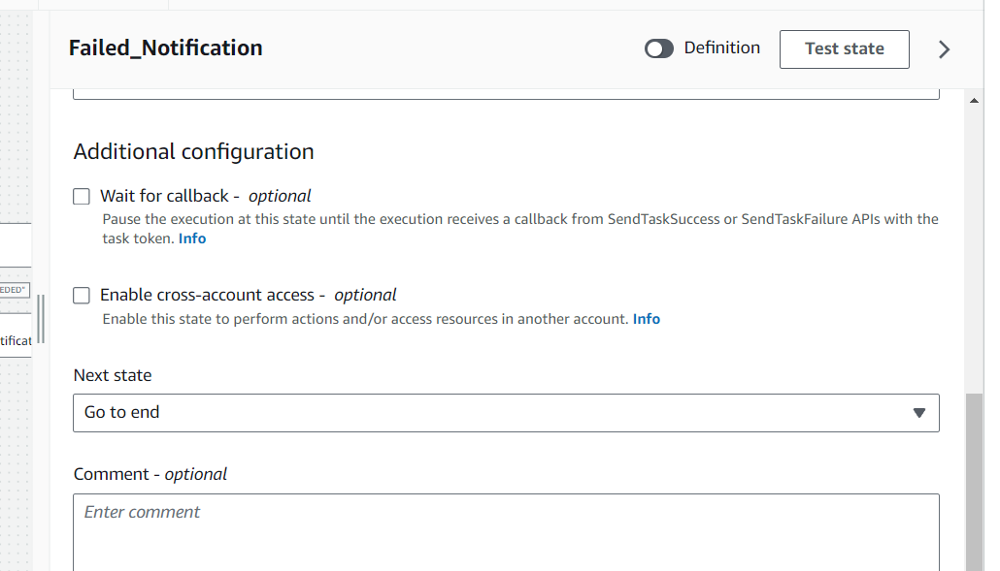 Failed_Notification
Definition
Test state
Additional configuration
Wait for callback - optional
Pause the execution at this state until the execution receives a callback from SendTaskSuccess or SendTaskFailure APIs with the
task token. Info
EDED"
Enable cross-account access - optional
Enable this state to perform actions and/or access resources in another account. Info
tificat
Next state
Go to end
Comment - optional
Enter comment